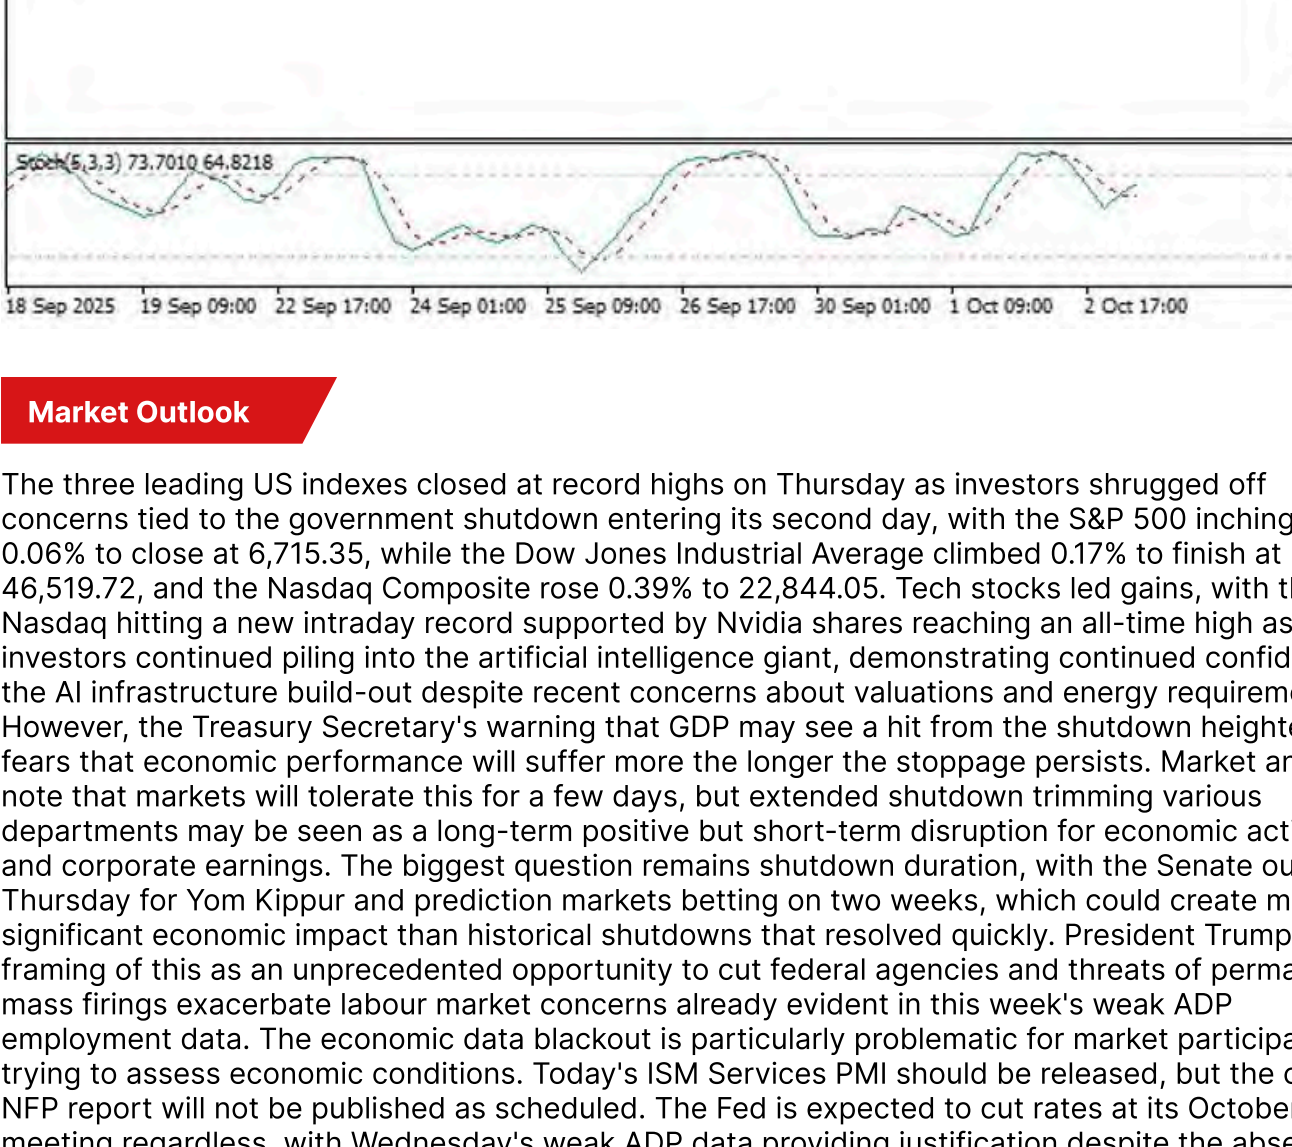 Stoch(5,3,3) 73.7010 64.8218
18 Sep 2025 19 Sep 09:00 22 Sep 17:00 24 Sep 01:00 25 Sep 09:00 26 Sep 17:00 30 Sep 01:00 1 Oct 09:00 2 Oct 17:00
Market Outlook
The three leading US indexes closed at record highs on Thursday as investors shrugged off
concerns tied to the government shutdown entering its second day, with the S&P 500 inching
0.06% to close at 6,715.35, while the Dow Jones Industrial Average climbed 0.17% to finish at
46,519.72, and the Nasdaq Composite rose 0.39% to 22,844.05. Tech stocks led gains, with
Nasdaq hitting a new intraday record supported by Nvidia shares reaching an all-time high as
investors continued piling into the artificial intelligence giant, demonstrating continued
the AI infrastructure build-out despite recent concerns about valuations and energy
However, the Treasury Secretary's warning that GDP may see a hit from the shutdown
fears that economic performance will suffer more the longer the stoppage persists. Market
note that markets will tolerate this for a few days, but extended shutdown trimming various
departments may be seen as a long-term positive but short-term disruption for economic
and corporate earnings. The biggest question remains shutdown duration, with the Senate
Thursday for Yom Kippur and prediction markets betting on two weeks, which could create
significant economic impact than historical shutdowns that resolved quickly. President Trump
framing of this as an unprecedented opportunity to cut federal agencies and threats of
mass firings exacerbate labour market concerns already evident in this week's weak ADP
employment data. The economic data blackout is particularly problematic for market
trying to assess economic conditions. Today's ISM Services PMI should be released, but the
NFP report will not be published as scheduled. The Fed is expected to cut rates at its October
meeting regardless, with Wednesday's weak ADP data providing justification despite the